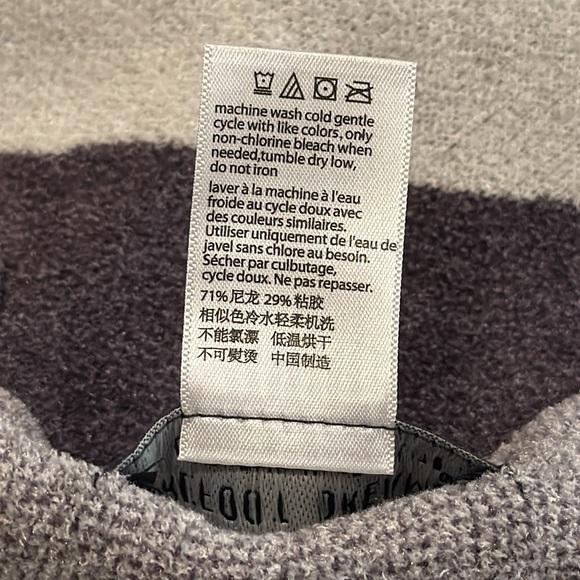 machine wash cold gentle
cycle with like colors, only
non-chlorine bleach when
needed,tumble dry low,
do not iron
laver à la machine à l'eau
froide au cycle doux avec
des couleurs similaires.
Utiliser uniquement de l'eau de
javel sans chlore au besoin.
Sécher par culbutage,
cycle doux. Ne pas repasser.
71%尼龙 29%粘胶
相似色冷水轻柔机洗
不能氯漂 低温烘干
不可熨烫 中国制造